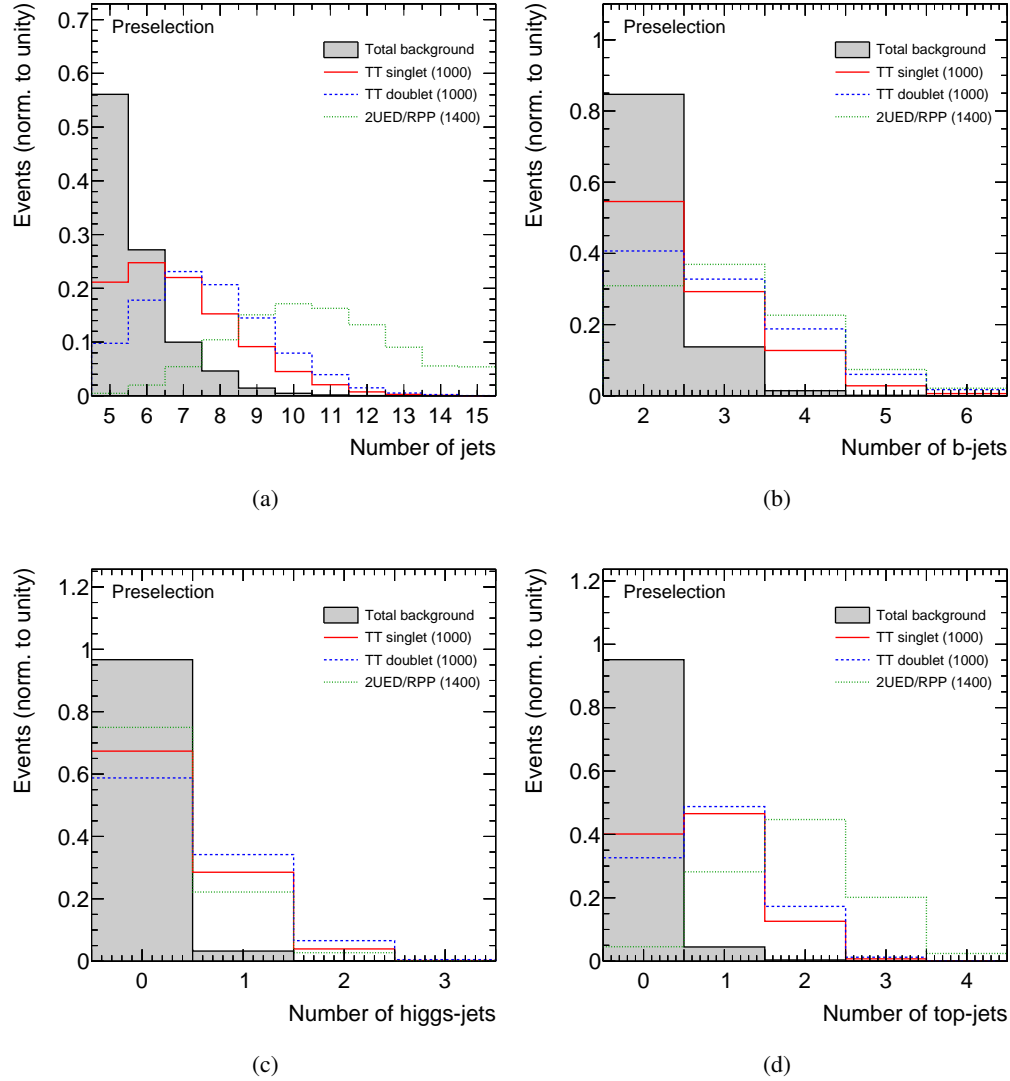 Events (norm. to unity)
0.7
0.6
0.5
0.4
0.3
0.2
0.1
0
Preselection
Total background
TT singlet (1000)
TT doublet (1000)
2UED/RPP (1400)
5 6 7 8 9 10 11 12 13 14 15
Number of jets
(a)
Events (norm. to unity)
1
0.8
0.6
0.4
0.2
0
Preselection
Total background
TT singlet (1000)
TT doublet (1000)
2UED/RPP (1400)
2 3 4 5 6
Number of b-jets
(b)
Events (norm. to unity)
1.2
1
0.8
0.6
0.4
0.2
0
Preselection
Total background
TT singlet (1000)
TT doublet (1000)
2UED/RPP (1400)
0 1 2 3
Number of higgs-jets
(c)
Events (norm. to unity)
1.2
1
0.8
0.6
0.4
0.2
0
Preselection
Total background
TT singlet (1000)
TT doublet (1000)
2UED/RPP (1400)
0 1 2 3 4
Number of top-jets
(d)